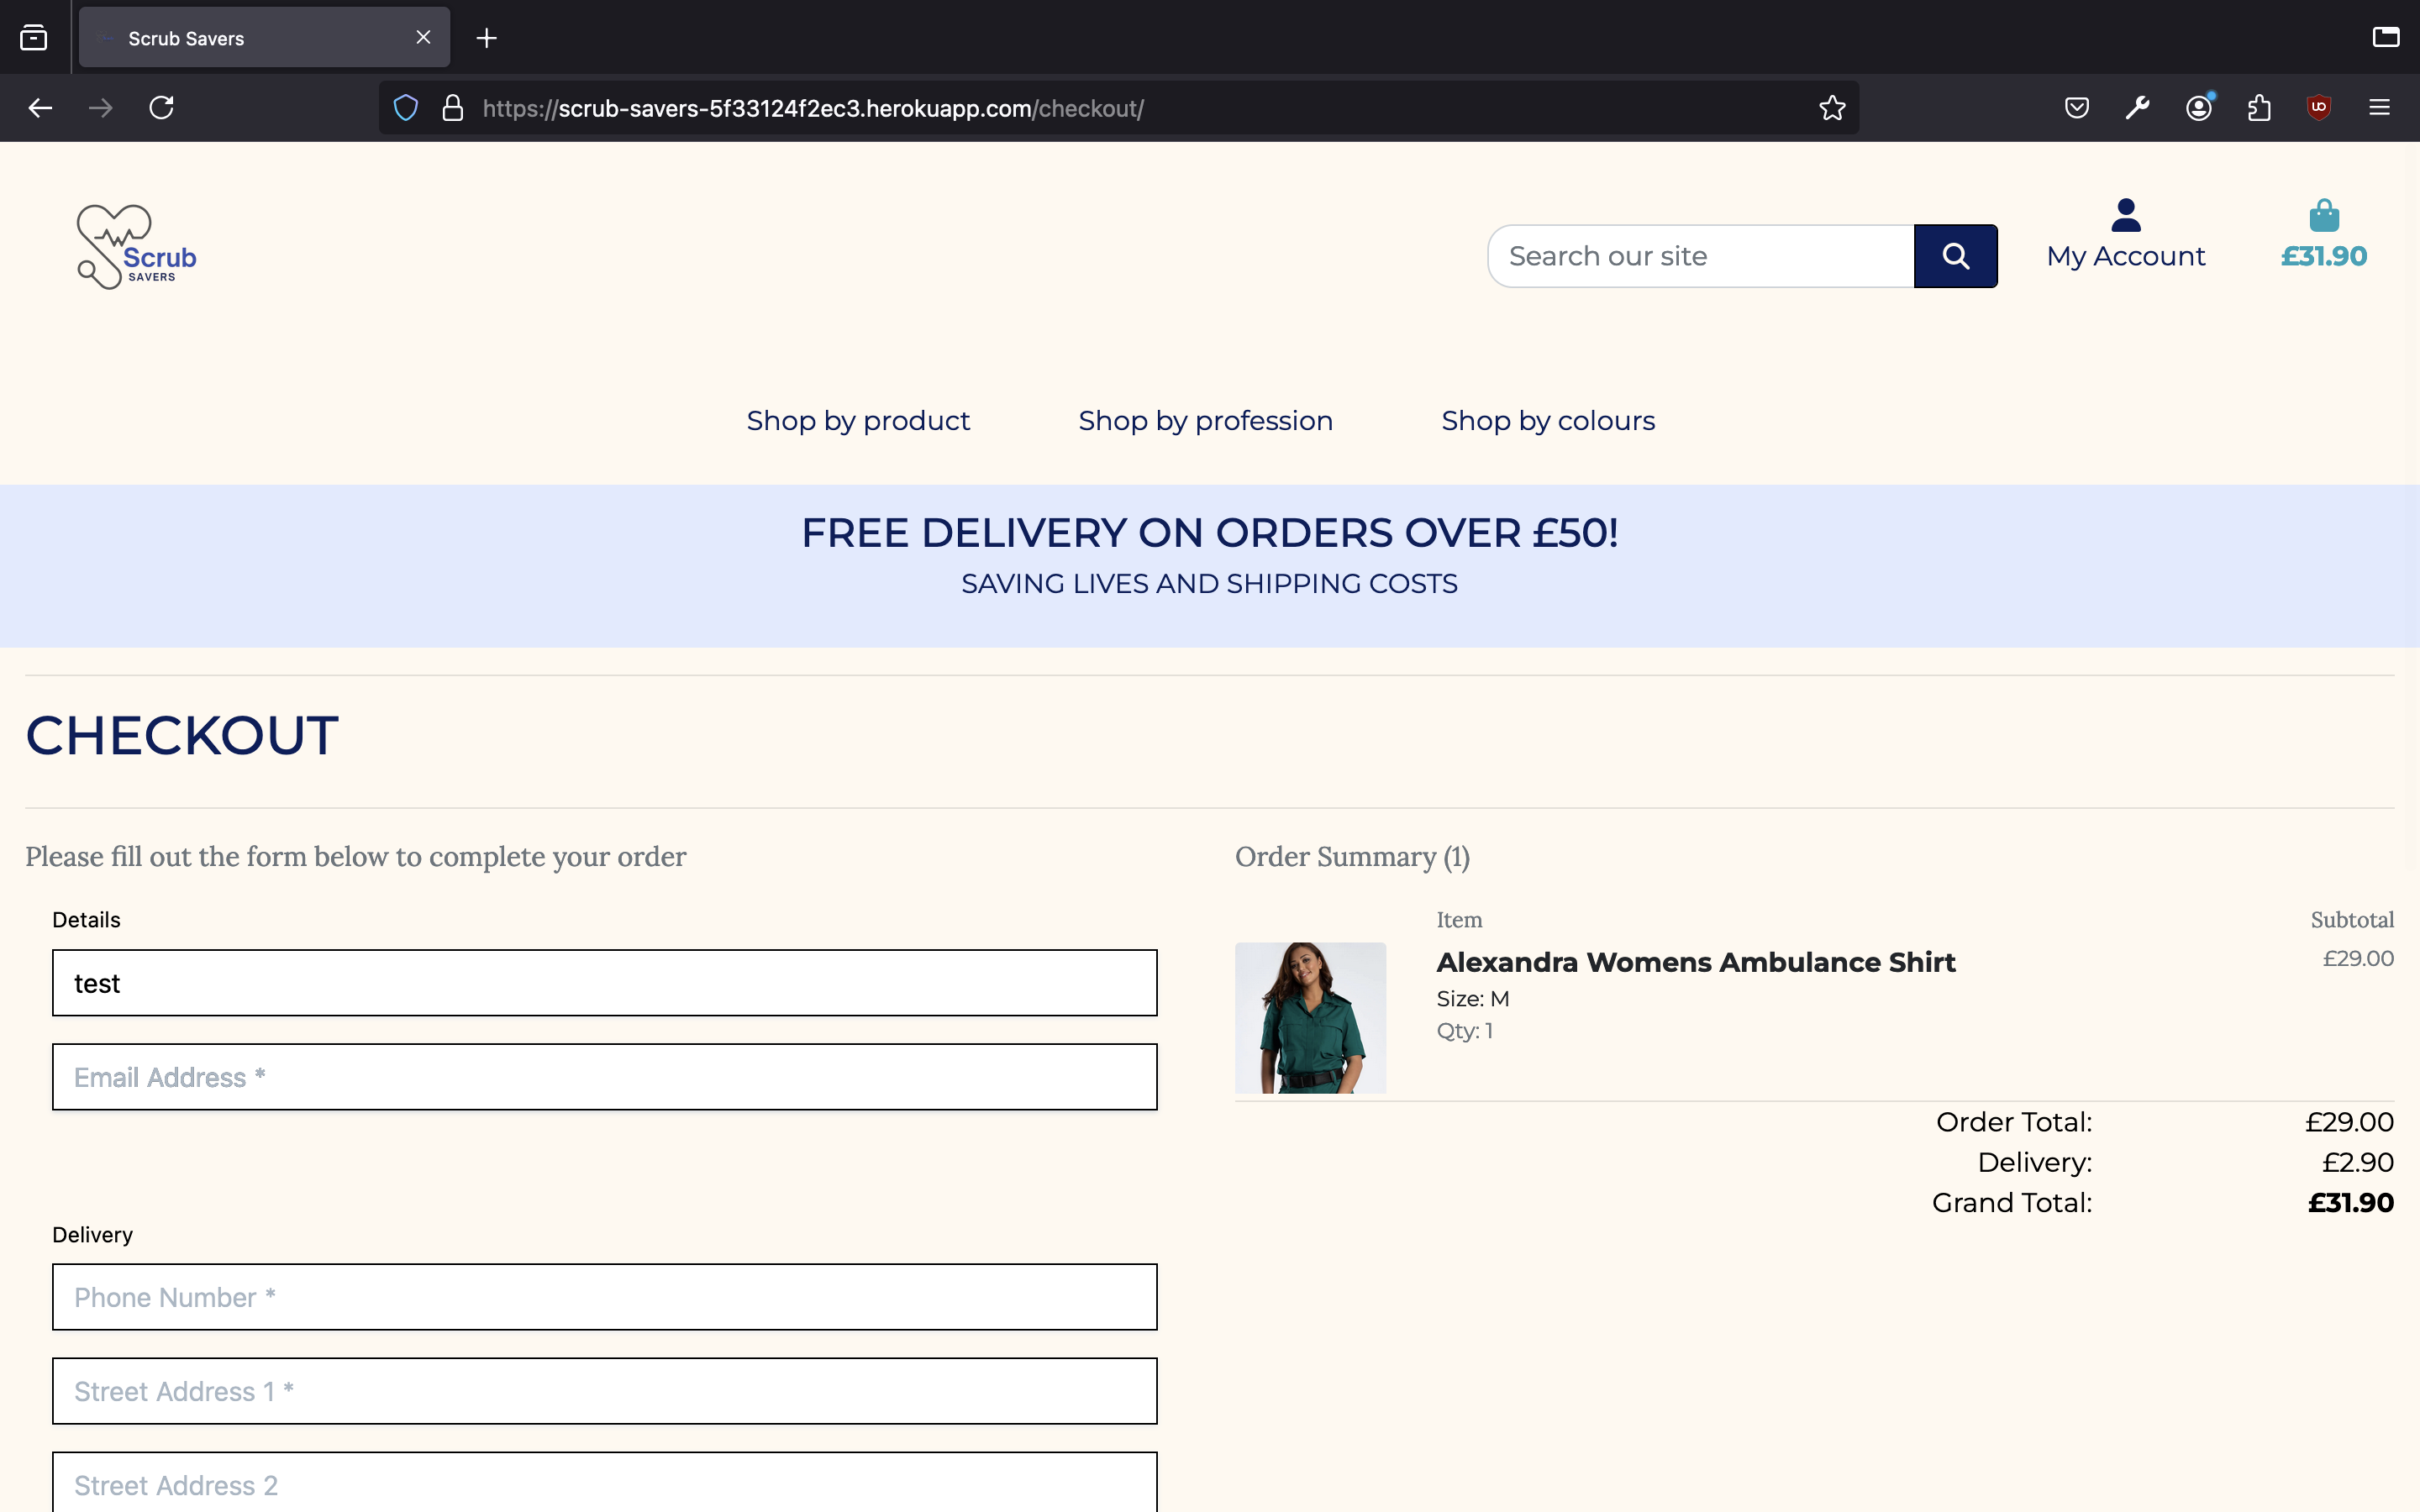 Scrub Savers
https://scrub-savers-5f33124f2ec3.herokuapp.com/checkout/
Scrub
SAVERS
Search our site
My Account
£31.90
Shop by product
Shop by profession
Shop by colours
FREE DELIVERY ON ORDERS OVER £50!
SAVING LIVES AND SHIPPING COSTS
CHECKOUT
Please fill out the form below to complete your order
Details
test
Email Address *
Delivery
Phone Number *
Street Address 1 *
Street Address 2
Order Summary (1)
Item Subtotal
Alexandra Womens Ambulance Shirt £29.00
Size: M
Qty: 1
Order Total: £29.00
Delivery: £2.90
Grand Total: £31.90